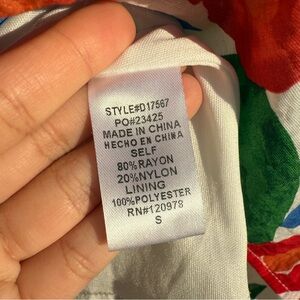 STYLE#D17567
PO#23425
MADE IN CHINA
HECHO EN CHINA
SELF
80%RAYON
20%NYLON
LINING
100%POLYESTER
RN#120978
S